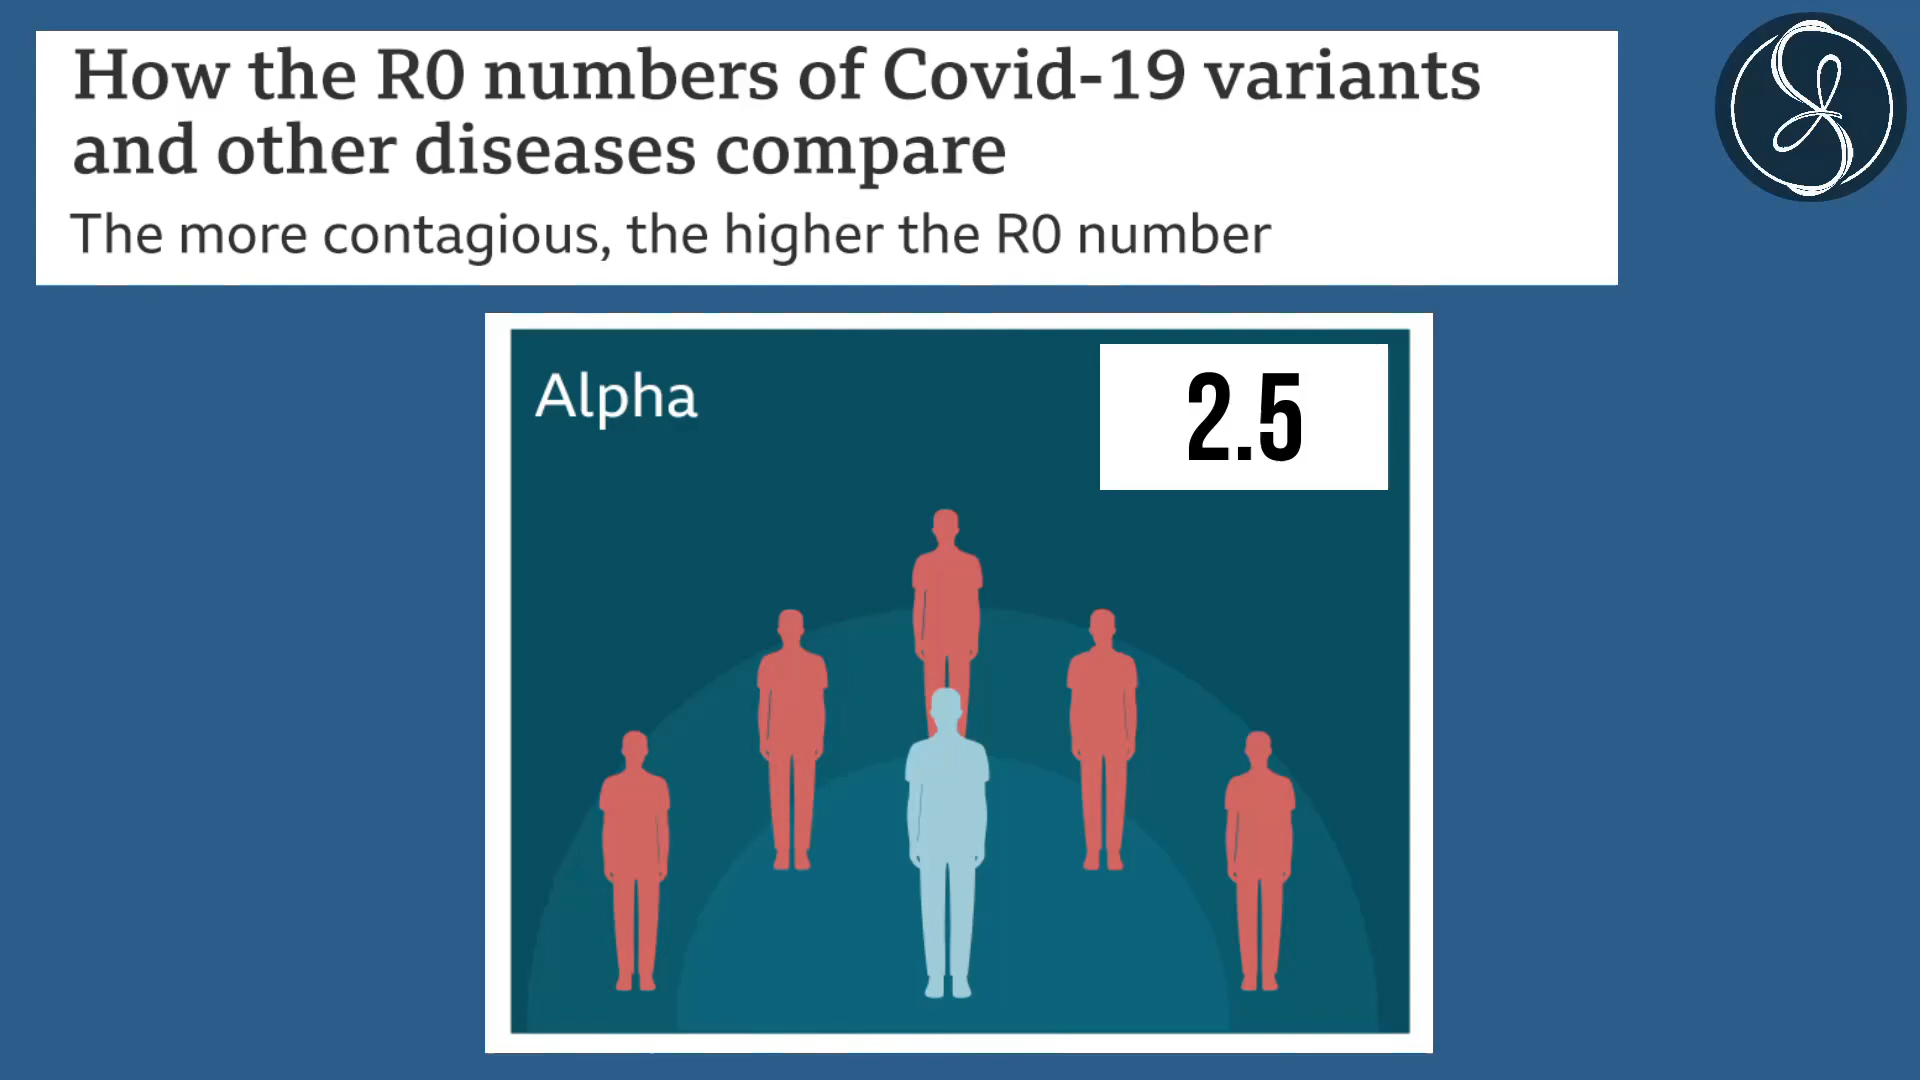 How the R0 numbers of Covid-19 variants
and other diseases compare
The more contagious, the higher the R0 number
Alpha
2.5